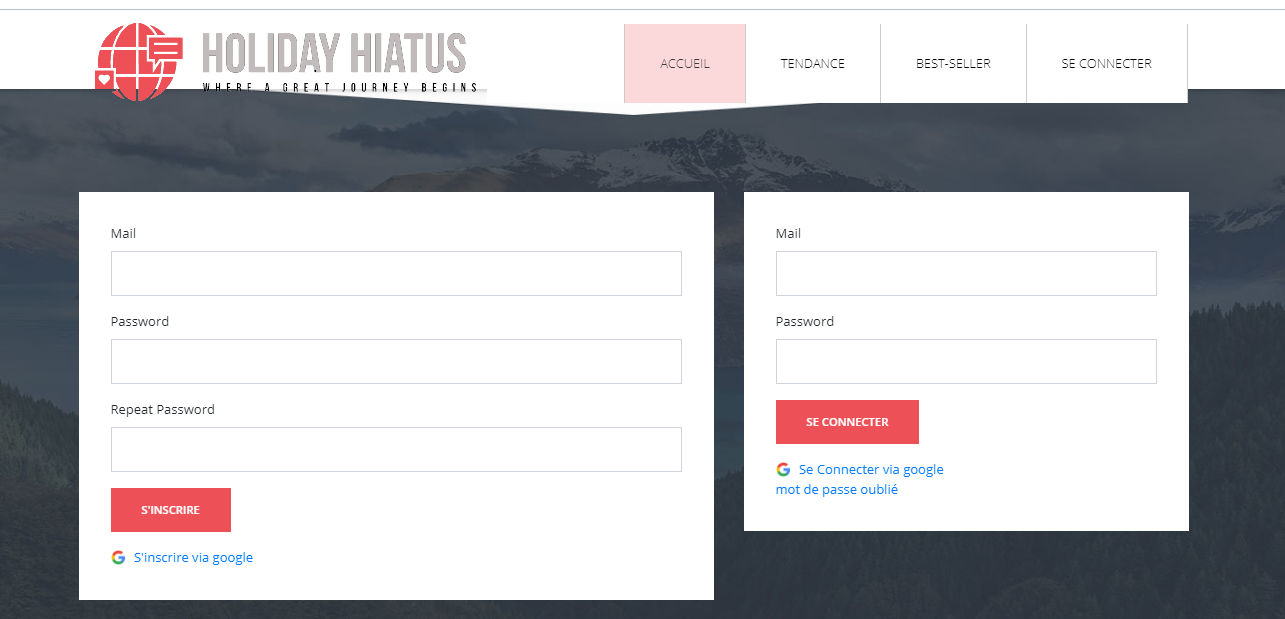 HOLIDAY HIATUS
WHERE A GREAT JOURNEY BEGINS
ACCUEIL
TENDANCE
BEST-SELLER
SE CONNECTER
Mail
Password
Repeat Password
S'INSCRIRE
S'inscrire via google
Mail
Password
SE CONNECTER
Se Connecter via google
mot de passe oublié